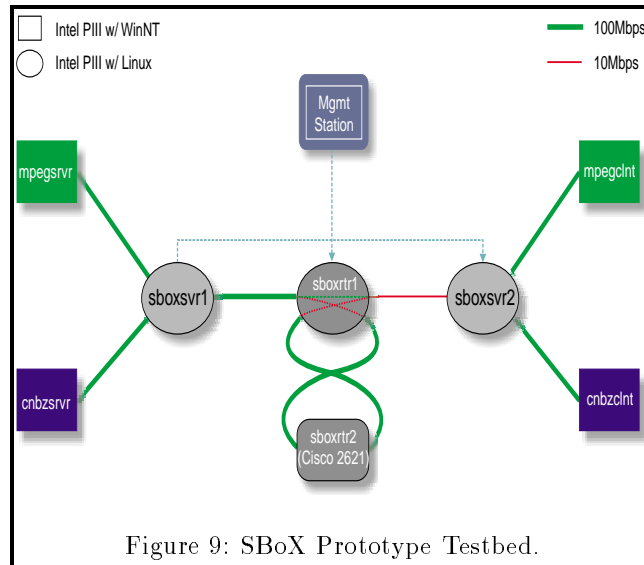 Intel PIII w/ WinNT
100Mbps
Intel PIII w/ Linux
10Mbps
Mgmt
Station
mpegsrvr
mpegclnt
sboxsvr1
sboxrtr1
sboxsvr2
cnbzsrvr
cnbzclnt
sboxrtr2
(Cisco 2621)
Figure 9: SBoX Prototype Testbed.